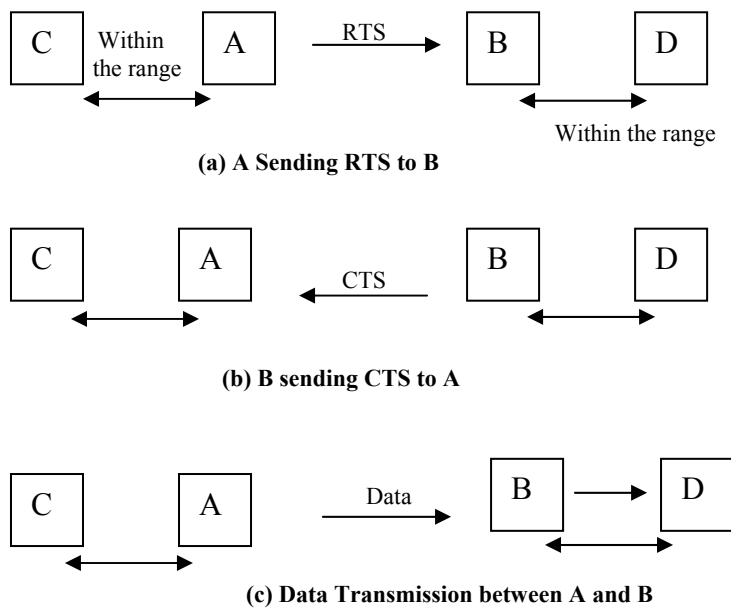 C Within the range A RTS B D
Within the range
(a) A Sending RTS to B
C A CTS B D
(b) B sending CTS to A
C A Data B D
(c) Data Transmission between A and B